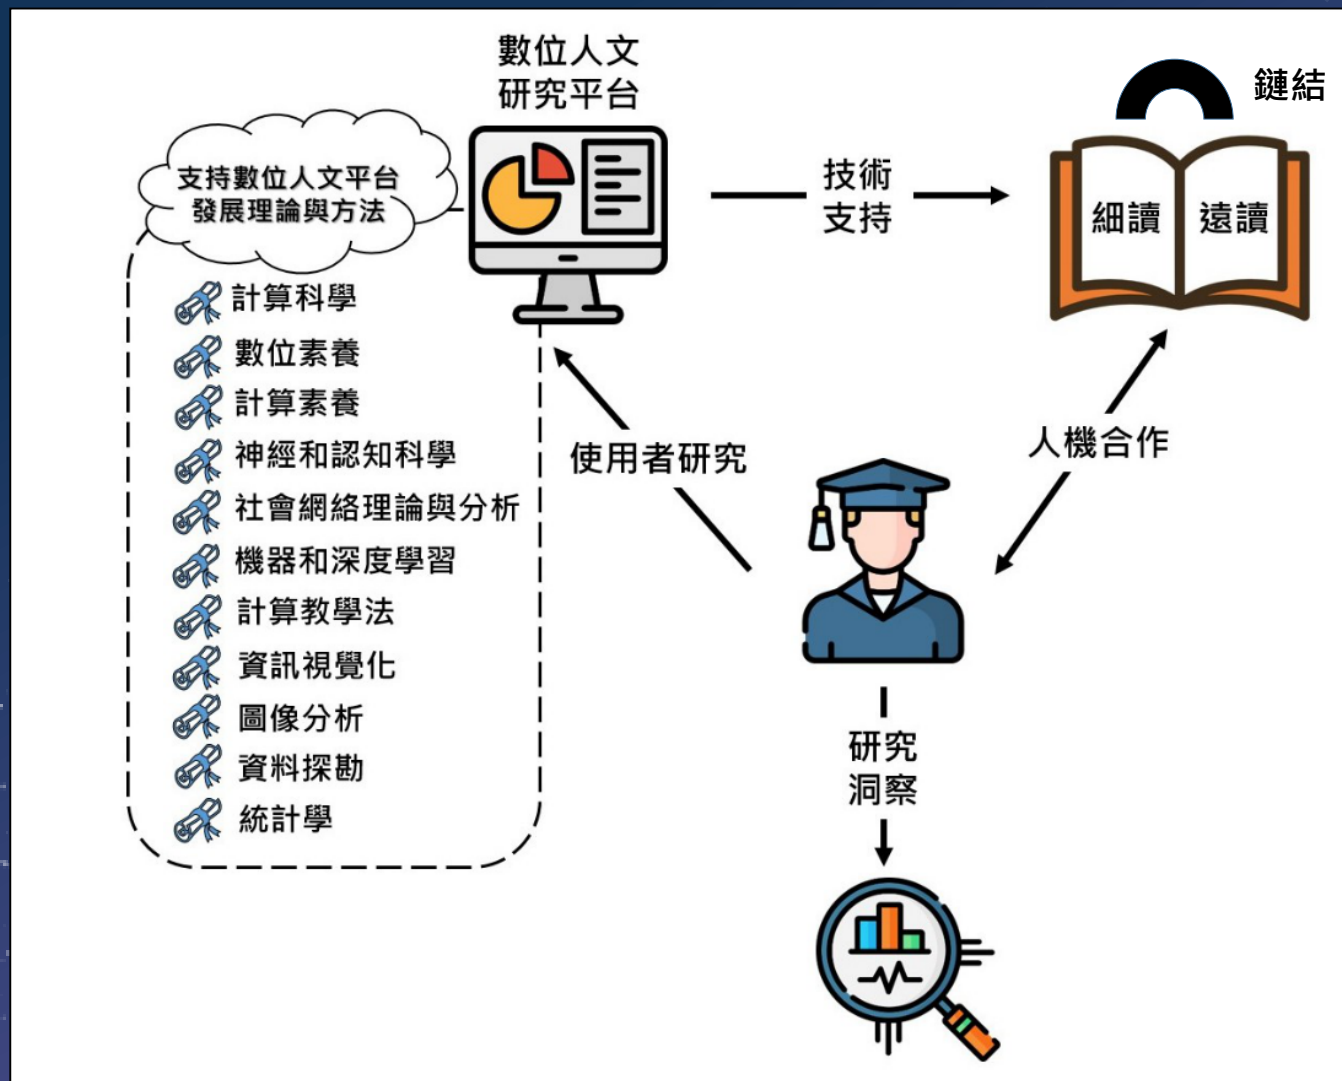 數位人文
研究平台
鏈結
支持數位人文平台
發展理論與方法
技術
支持
細讀
遠讀
計算科學
數位素養
計算素養
神經和認知科學
社會網絡理論與分析
機器和深度學習
計算教學法
資訊視覺化
圖像分析
資料探勘
統計學
使用者研究
人機合作
研究
洞察